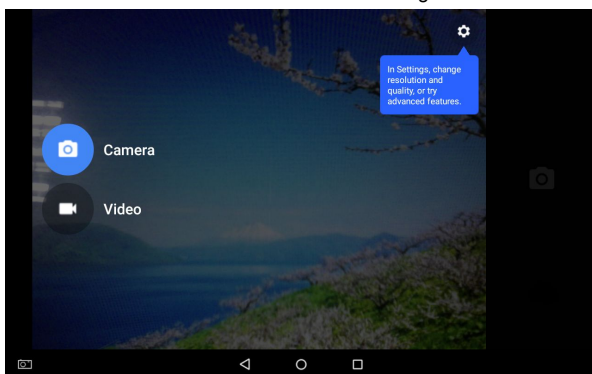 In Settings, change
resolution and
quality, or try
advanced features.
Camera
Video